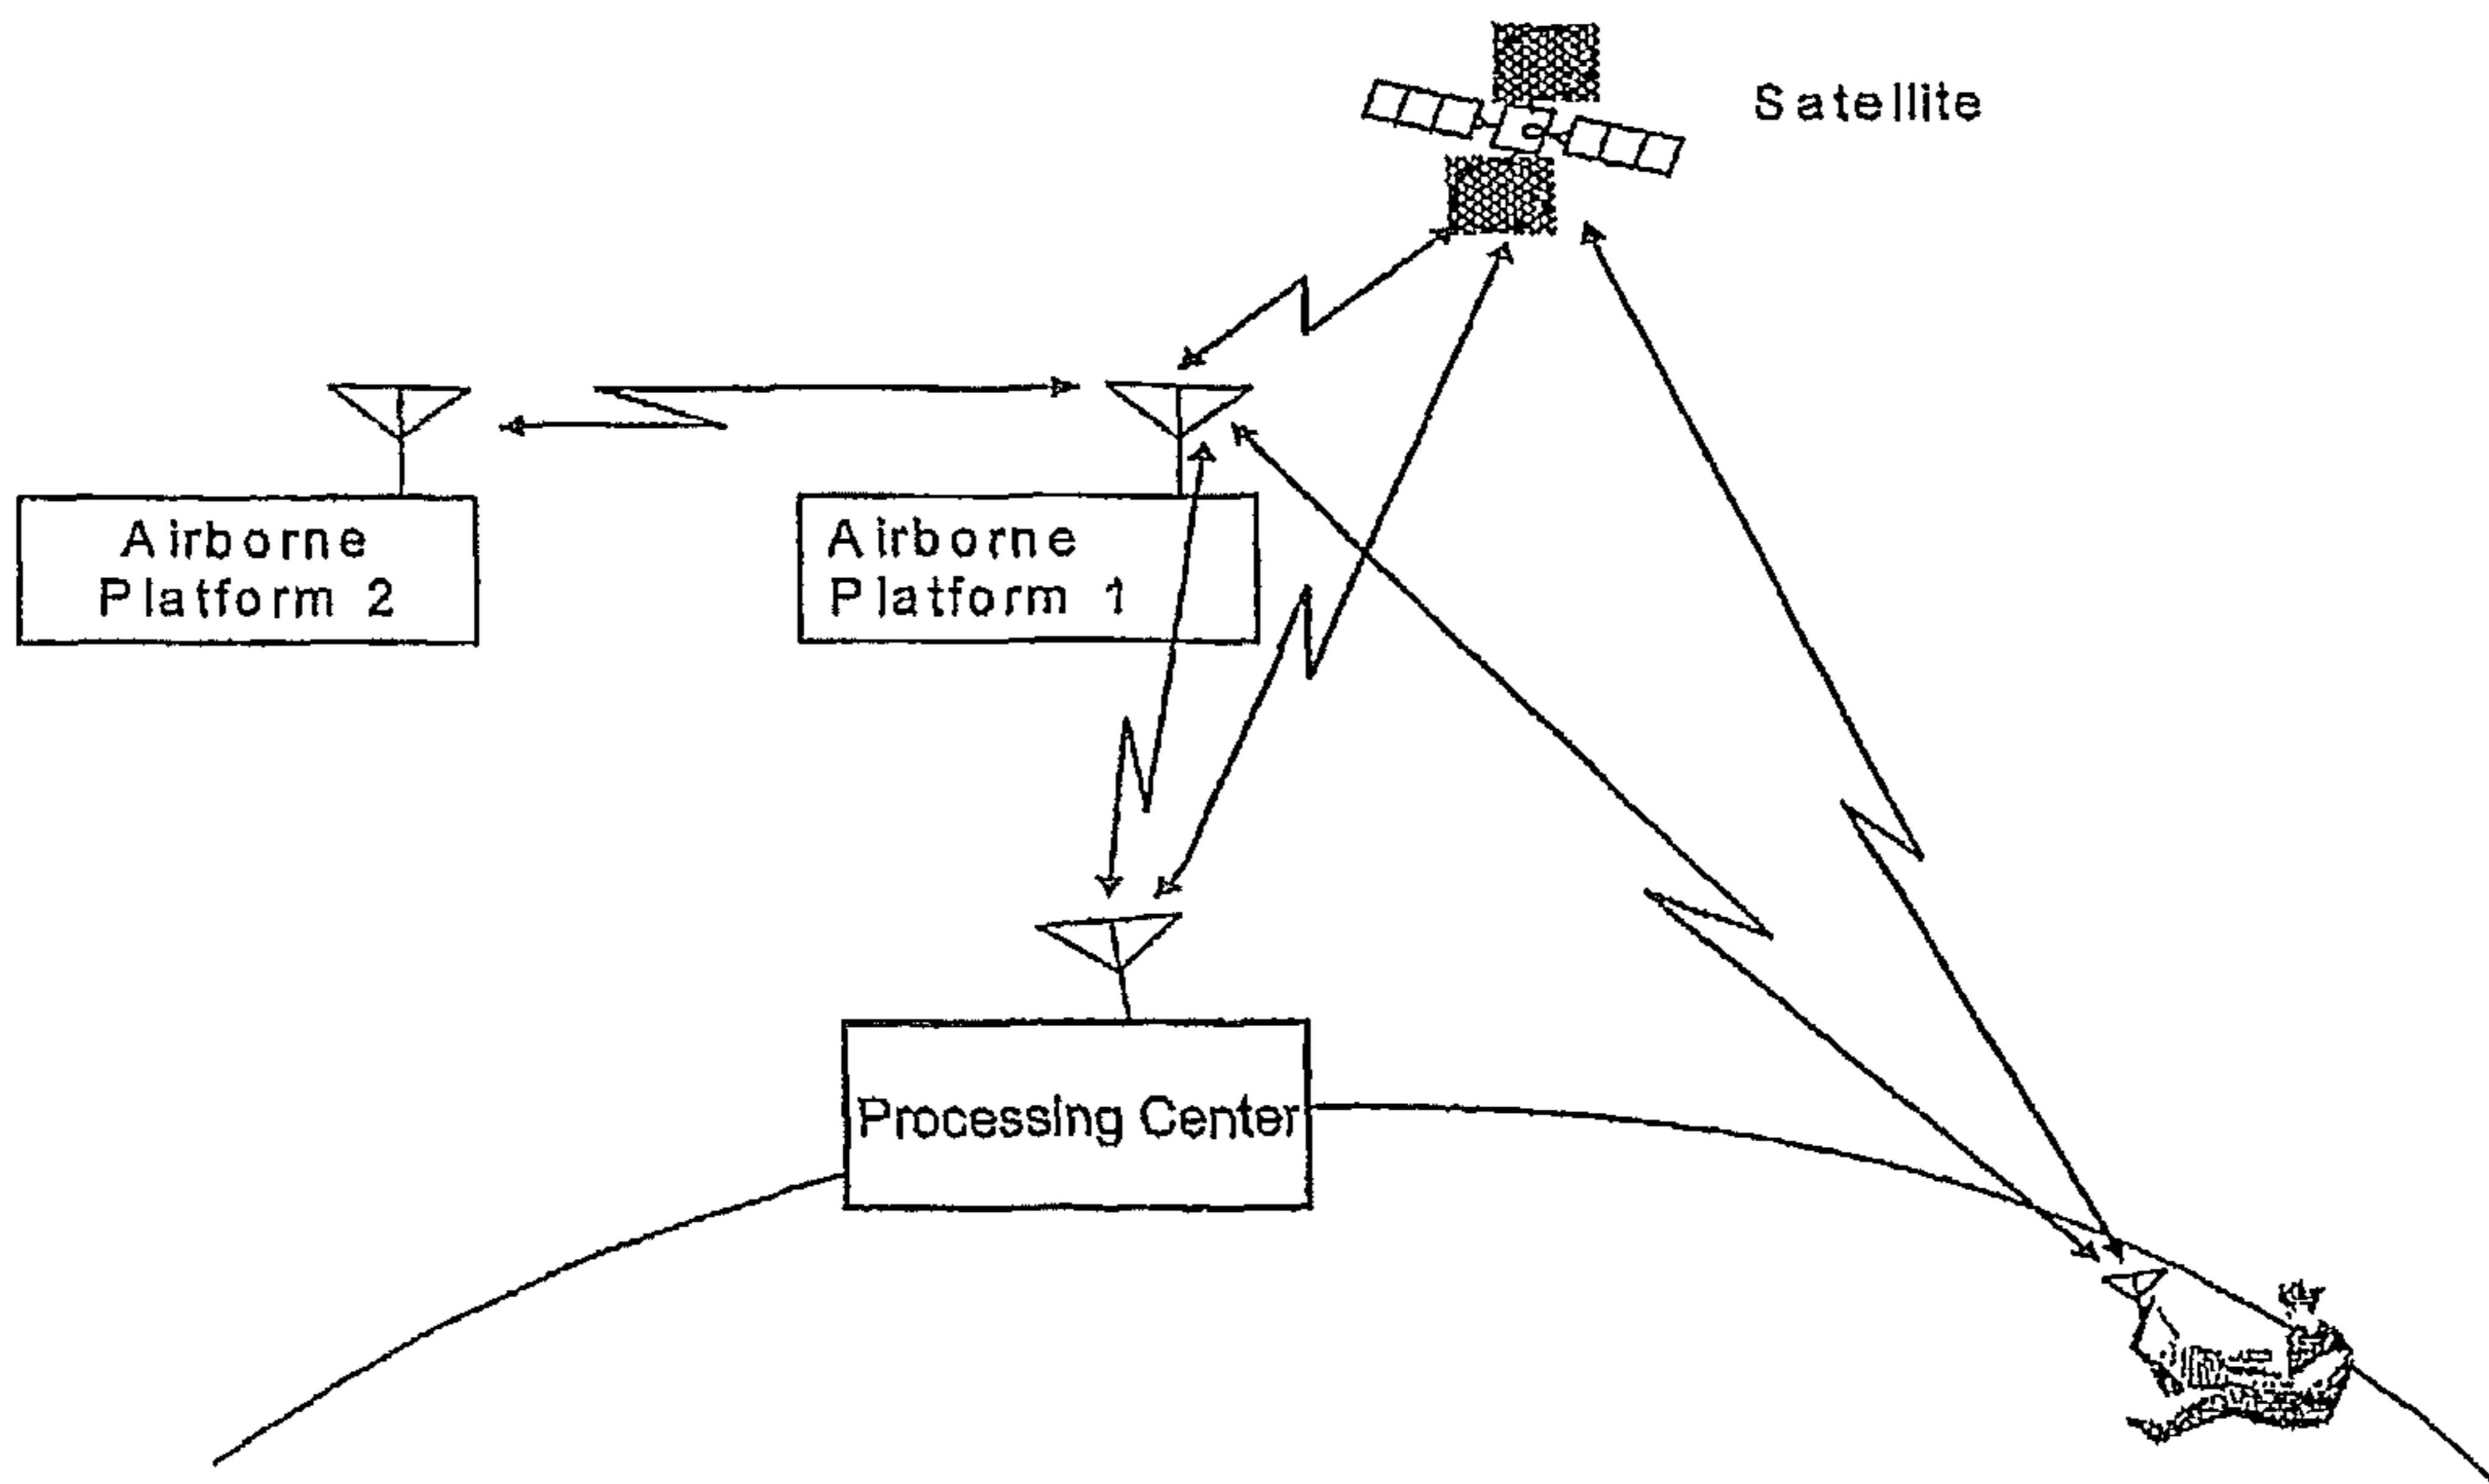 Satellite
Airborne
Platform 2
Airborne
Platform 1
Processing Center